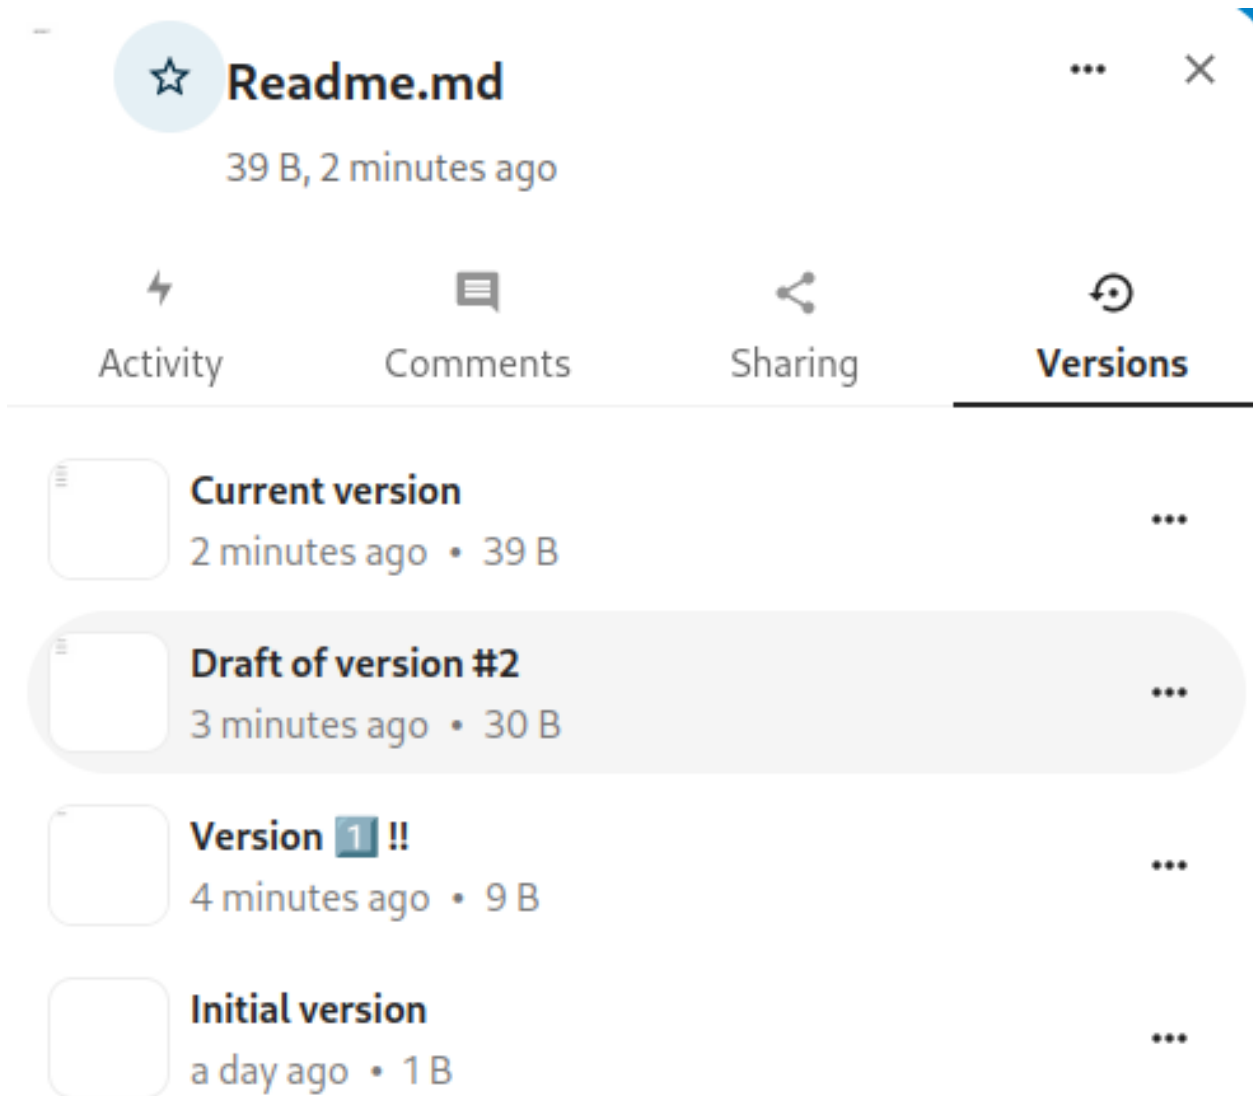 Readme.md
39 B, 2 minutes ago
Activity Comments Sharing Versions
Current version
2 minutes ago • 39 B
Draft of version #2
3 minutes ago • 30 B
Version 1️⃣ !!
4 minutes ago • 9 B
Initial version
a day ago • 1 B